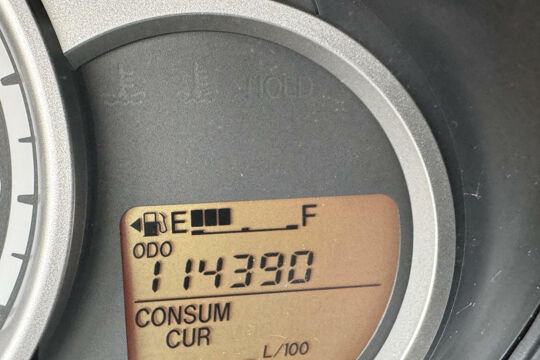 HOLD
E F
ODO
114390
CONSUM
CUR
L/100